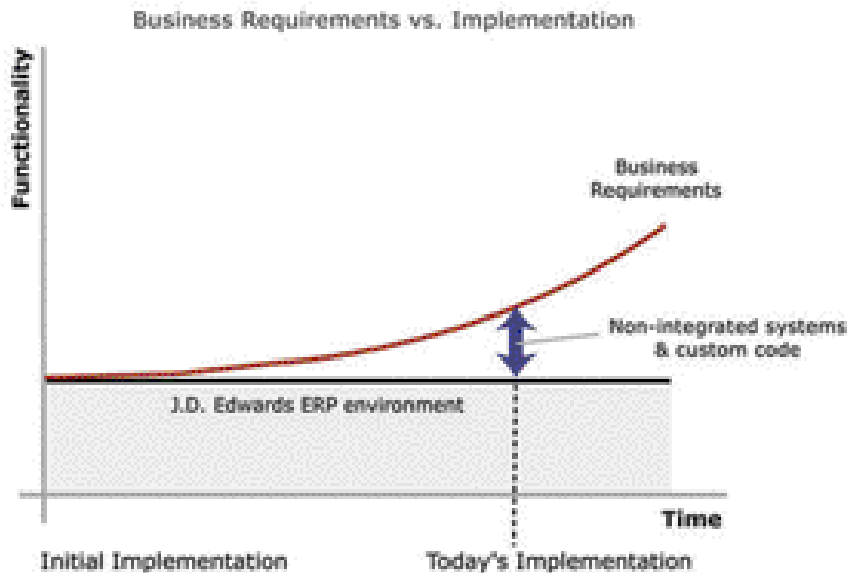 Business Requirements vs. Implementation
Functionality
Business
Requirements
Non-integrated systems
& custom code
J.D. Edwards ERP environment
Time
Initial Implementation
Today's Implementation